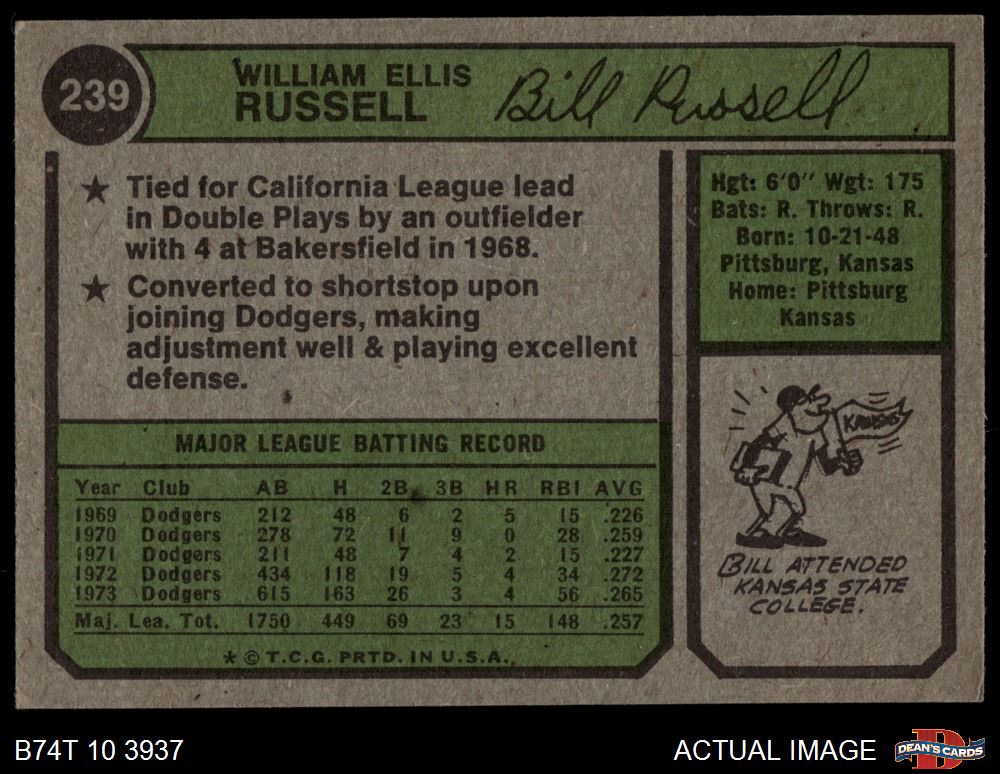 239
WILLIAM ELLIS
RUSSELL
Bill Russell
★ Tied for California League lead
in Double Plays by an outfielder
with 4 at Bakersfield in 1968.
★ Converted to shortstop upon
joining Dodgers, making
adjustment well & playing excellent
defense.
Hgt: 6'0" Wgt: 175
Bats: R. Throws: R.
Born: 10-21-48
Pittsburg, Kansas
Home: Pittsburg
Kansas
MAJOR LEAGUE BATTING RECORD
Year Club AB H 2B 3B HR RBI AVG
1969 Dodgers 212 48 6 2 5 15 .226
1970 Dodgers 278 72 11 9 0 28 .259
1971 Dodgers 211 48 7 4 2 15 .227
1972 Dodgers 434 118 19 5 4 34 .272
1973 Dodgers 615 163 26 3 4 56 .265
Maj. Lea. Tot. 1750 449 69 23 15 148 .257
* © T.C.G. PRTD. IN U.S.A.
KANSAS
BILL ATTENDED
KANSAS STATE
COLLEGE.
B74T 10 3937
ACTUAL IMAGE
D
DEAN'S CARDS